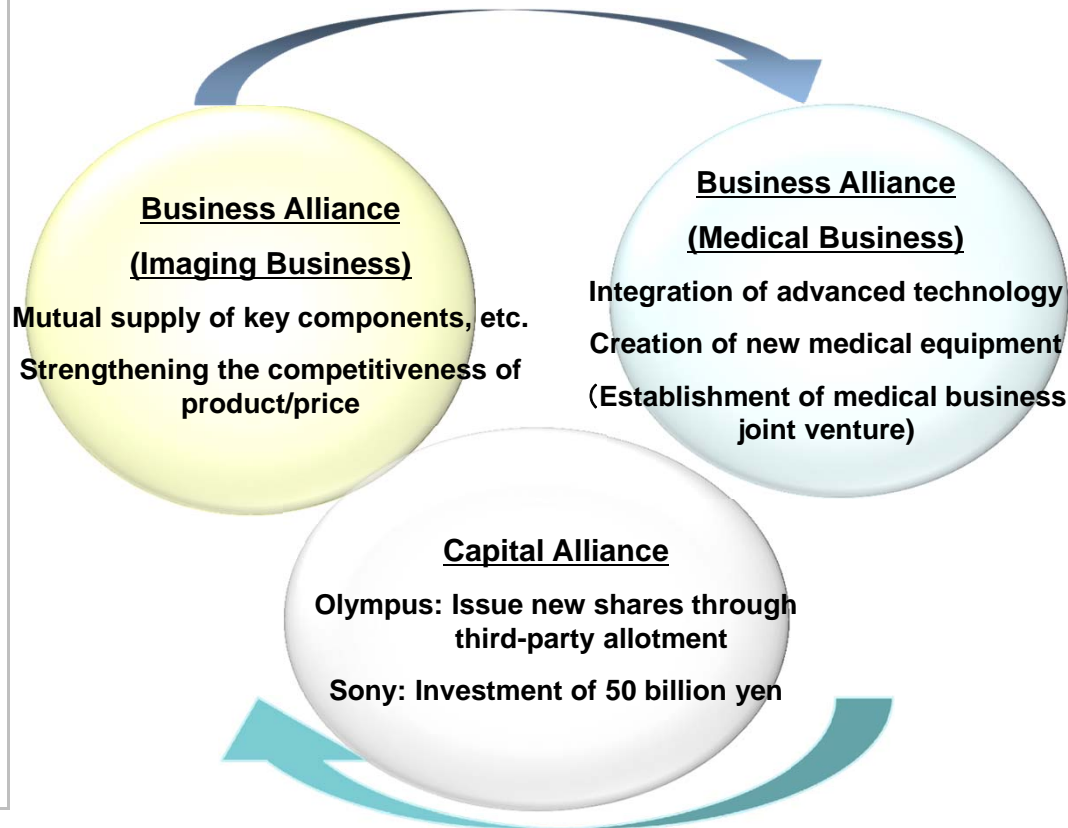 Business Alliance
(Imaging Business)
Mutual supply of key components, etc.
Strengthening the competitiveness of
product/price
Business Alliance
(Medical Business)
Integration of advanced technology
Creation of new medical equipment
（Establishment of medical business
joint venture)
Capital Alliance
Olympus: Issue new shares through
third-party allotment
Sony: Investment of 50 billion yen